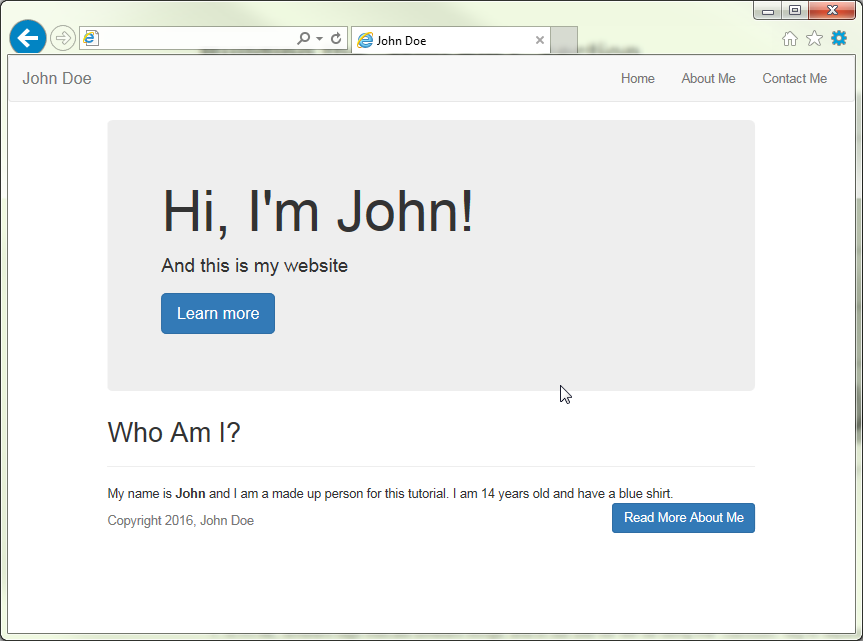 John Doe
John Doe
Home About Me Contact Me
Hi, I'm John!
And this is my website
Learn more
Who Am I?
My name is John and I am a made up person for this tutorial. I am 14 years old and have a blue shirt.
Copyright 2016, John Doe
Read More About Me